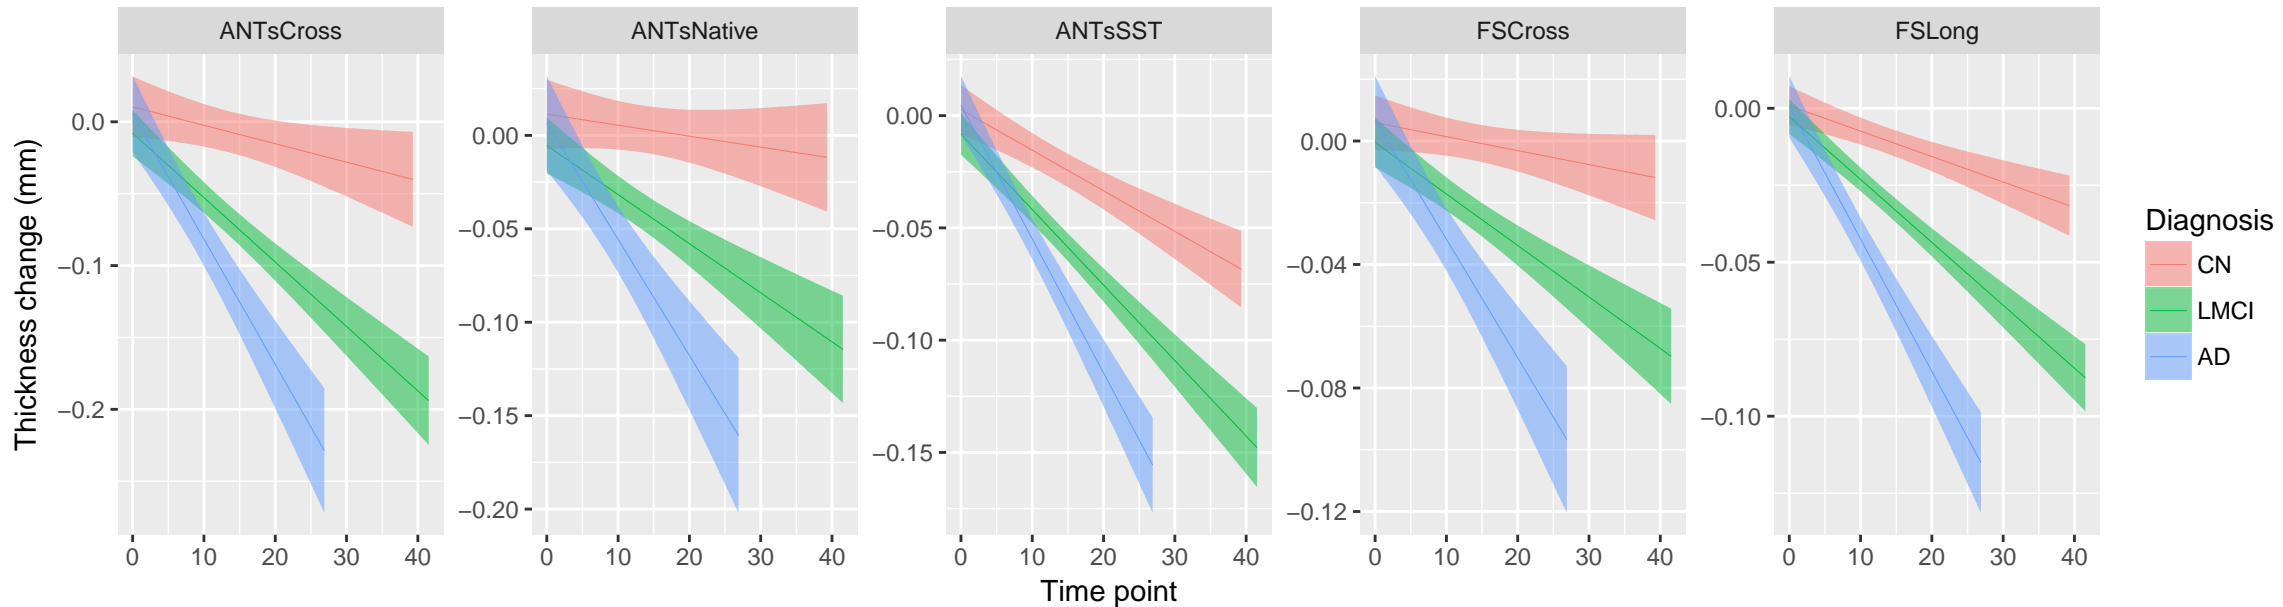 ANTsCross
ANTsNative
ANTsSST
FSCross
FSLong
Thickness change (mm)
0.0
−0.1
−0.2
0 10 20 30 40
0.00
−0.05
−0.10
−0.15
−0.20
0 10 20 30 40
0.00
−0.05
−0.10
−0.15
0 10 20 30 40
0.00
−0.04
−0.08
−0.12
0 10 20 30 40
0.00
−0.05
−0.10
0 10 20 30 40
Time point
Diagnosis
CN
LMCI
AD